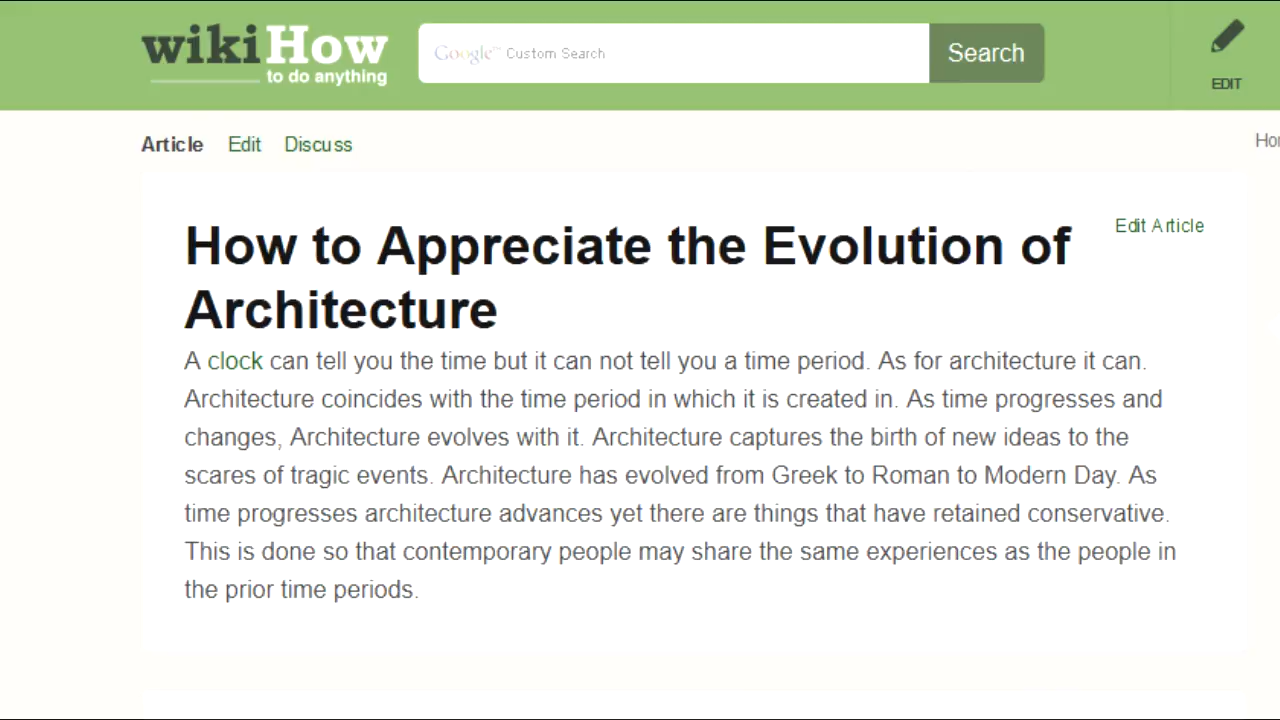 wikiHow
to do anything
Google™ Custom Search
Search
EDIT
Article Edit Discuss
How to Appreciate the Evolution of
Architecture
Edit Article
A clock can tell you the time but it can not tell you a time period. As for architecture it can.
Architecture coincides with the time period in which it is created in. As time progresses and
changes, Architecture evolves with it. Architecture captures the birth of new ideas to the
scares of tragic events. Architecture has evolved from Greek to Roman to Modern Day. As
time progresses architecture advances yet there are things that have retained conservative.
This is done so that contemporary people may share the same experiences as the people in
the prior time periods.